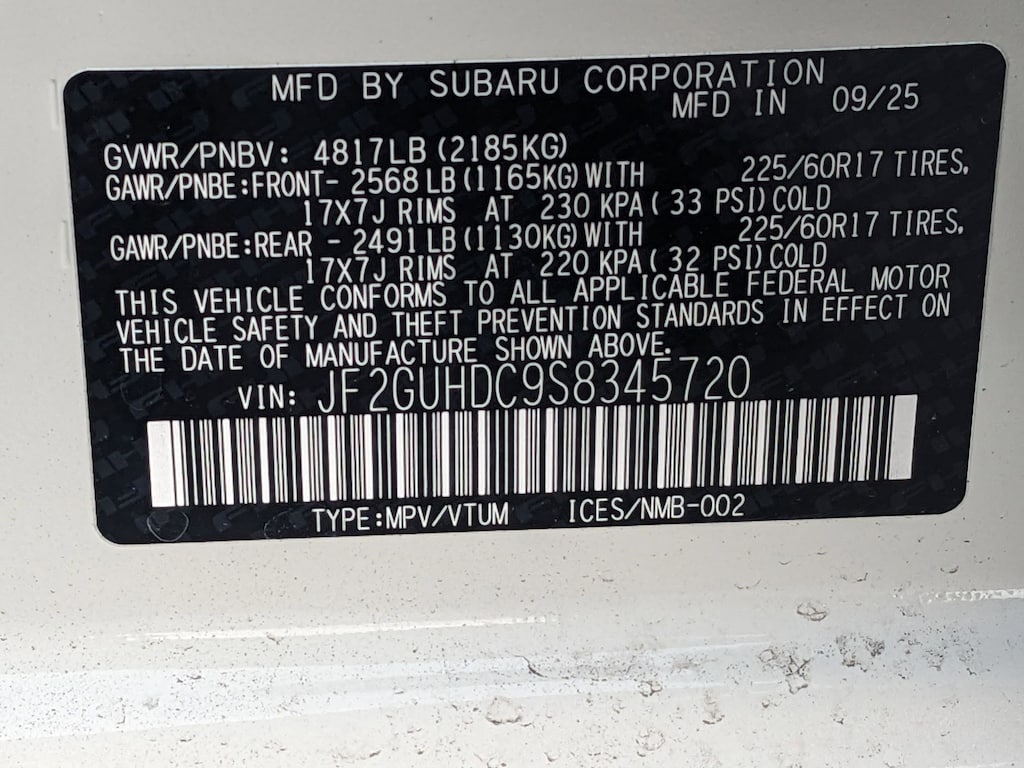 MFD BY SUBARU CORPORATION
MFD IN 09/25
GVWR/PNBV: 4817LB (2185KG)
GAWR/PNBE:FRONT- 2568 LB (1165KG) WITH 225/60R17 TIRES,
17X7J RIMS AT 230 KPA ( 33 PSI) COLD
GAWR/PNBE:REAR - 2491 LB (1130KG) WITH 225/60R17 TIRES,
17X7J RIMS AT 220 KPA ( 32 PSI) COLD
THIS VEHICLE CONFORMS TO ALL APPLICABLE FEDERAL MOTOR
VEHICLE SAFETY AND THEFT PREVENTION STANDARDS IN EFFECT ON
THE DATE OF MANUFACTURE SHOWN ABOVE.
VIN: JF2GUHDC9S8345720
TYPE:MPV/VTUM ICES/NMB-002